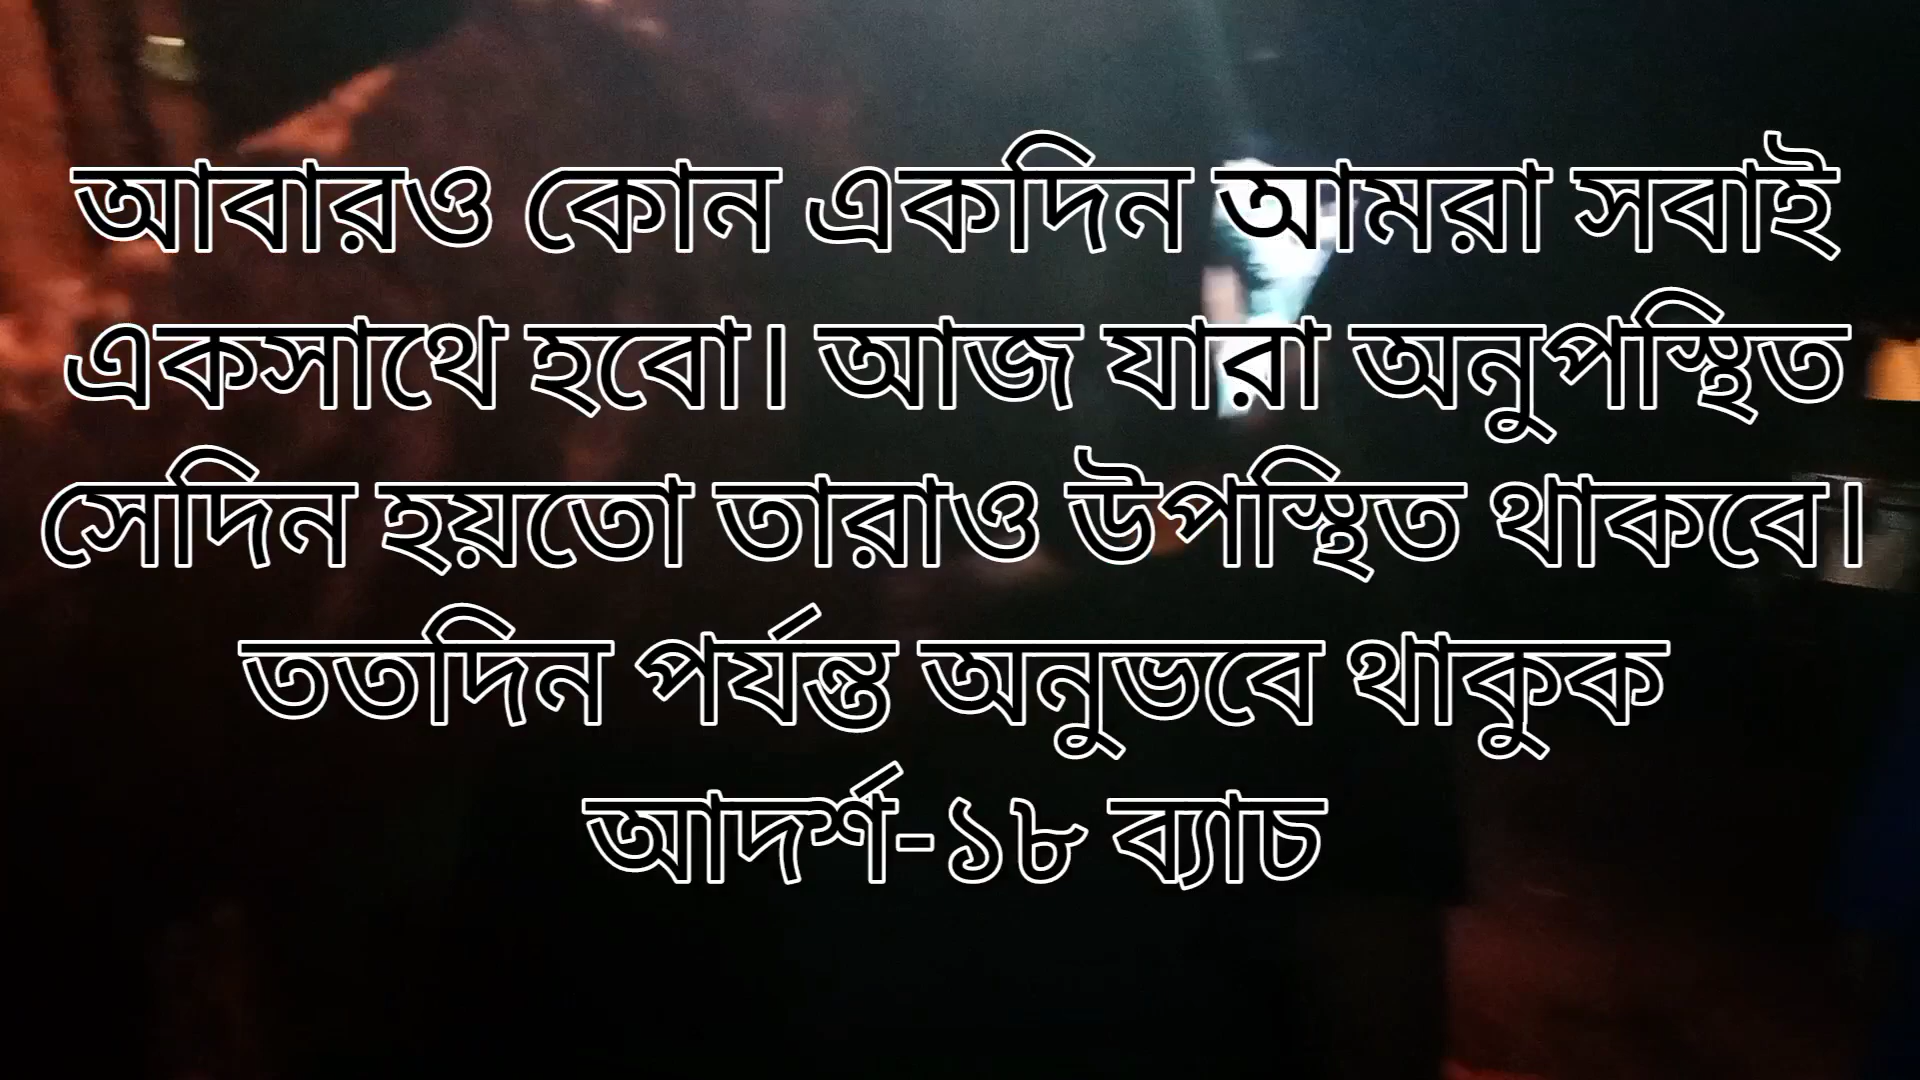 আবারও কোন একদিন আমরা সবাই
একসাথে হবো। আজ যারা অনুপস্থিত
সেদিন হয়তো তারাও উপস্থিত থাকবে।
ততদিন পর্যন্ত অনুভবে থাকুক
আদর্শ-১৮ ব্যাচ